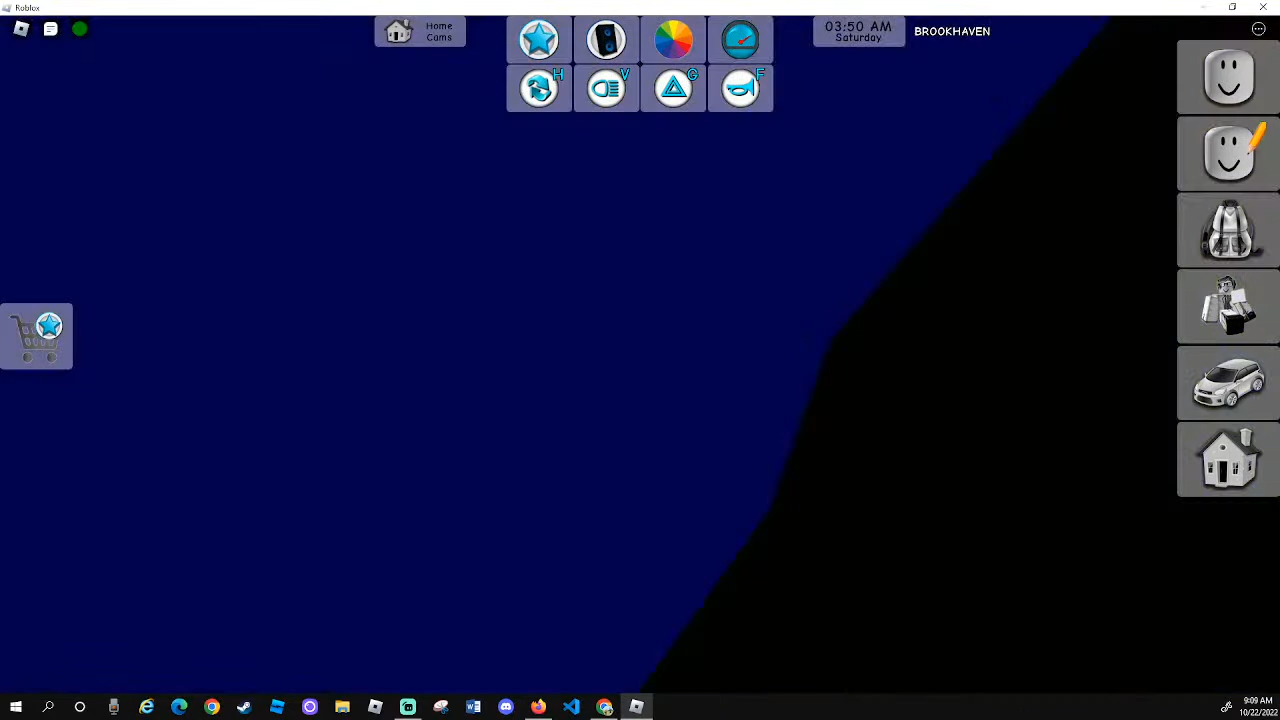 Roblox
Home
Cams
03:50 AM
Saturday
BROOKHAVEN
H
V
G
F
9:09 AM
10/22/2022